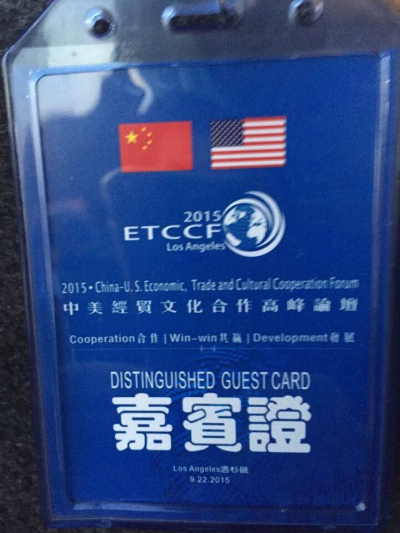 2015
ETCCF
Los Angeles
2015•China-U.S. Economic, Trade and Cultural Cooperation Forum
中美經貿文化合作高峰論壇
Cooperation合作|Win-win共贏|Development發展
DISTINGUISHED GUEST CARD
嘉賓證
Los Angeles洛杉磯
9.22.2015